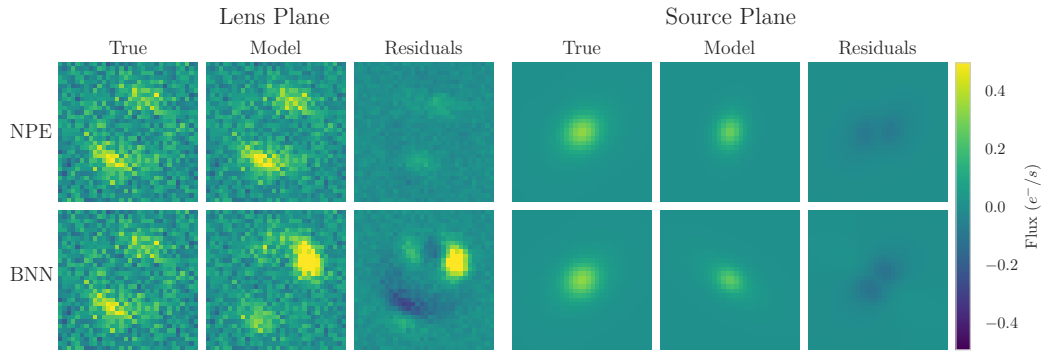 Lens Plane Source Plane
True Model Residuals True Model Residuals
NPE
BNN
0.4
0.2
0.0
−0.2
−0.4
Flux (e⁻/s)